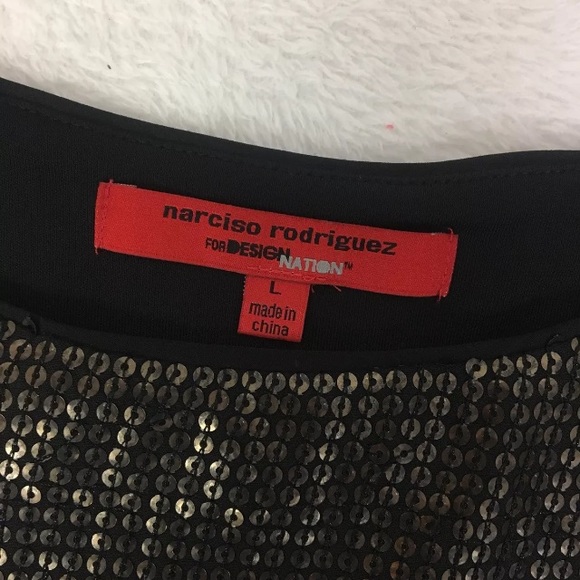 narciso rodriguez
FOR DESIGN
NATION™
L
made in
china